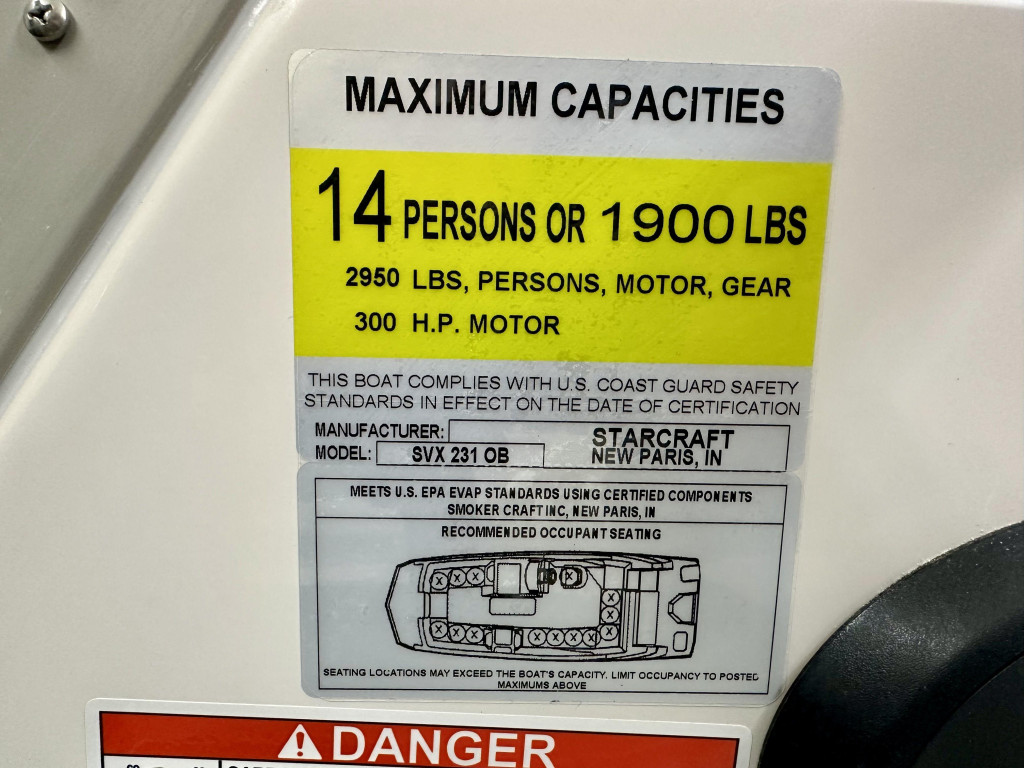 MAXIMUM CAPACITIES
14 PERSONS OR 1900 LBS
2950 LBS, PERSONS, MOTOR, GEAR
300 H.P. MOTOR
THIS BOAT COMPLIES WITH U.S. COAST GUARD SAFETY
STANDARDS IN EFFECT ON THE DATE OF CERTIFICATION
MANUFACTURER: STARCRAFT
MODEL: SVX 231 OB NEW PARIS, IN
MEETS U.S. EPA EVAP STANDARDS USING CERTIFIED COMPONENTS
SMOKER CRAFT INC, NEW PARIS, IN
RECOMMENDED OCCUPANT SEATING
SEATING LOCATIONS MAY EXCEED THE BOAT'S CAPACITY. LIMIT OCCUPANCY TO POSTED
MAXIMUMS ABOVE
DANGER